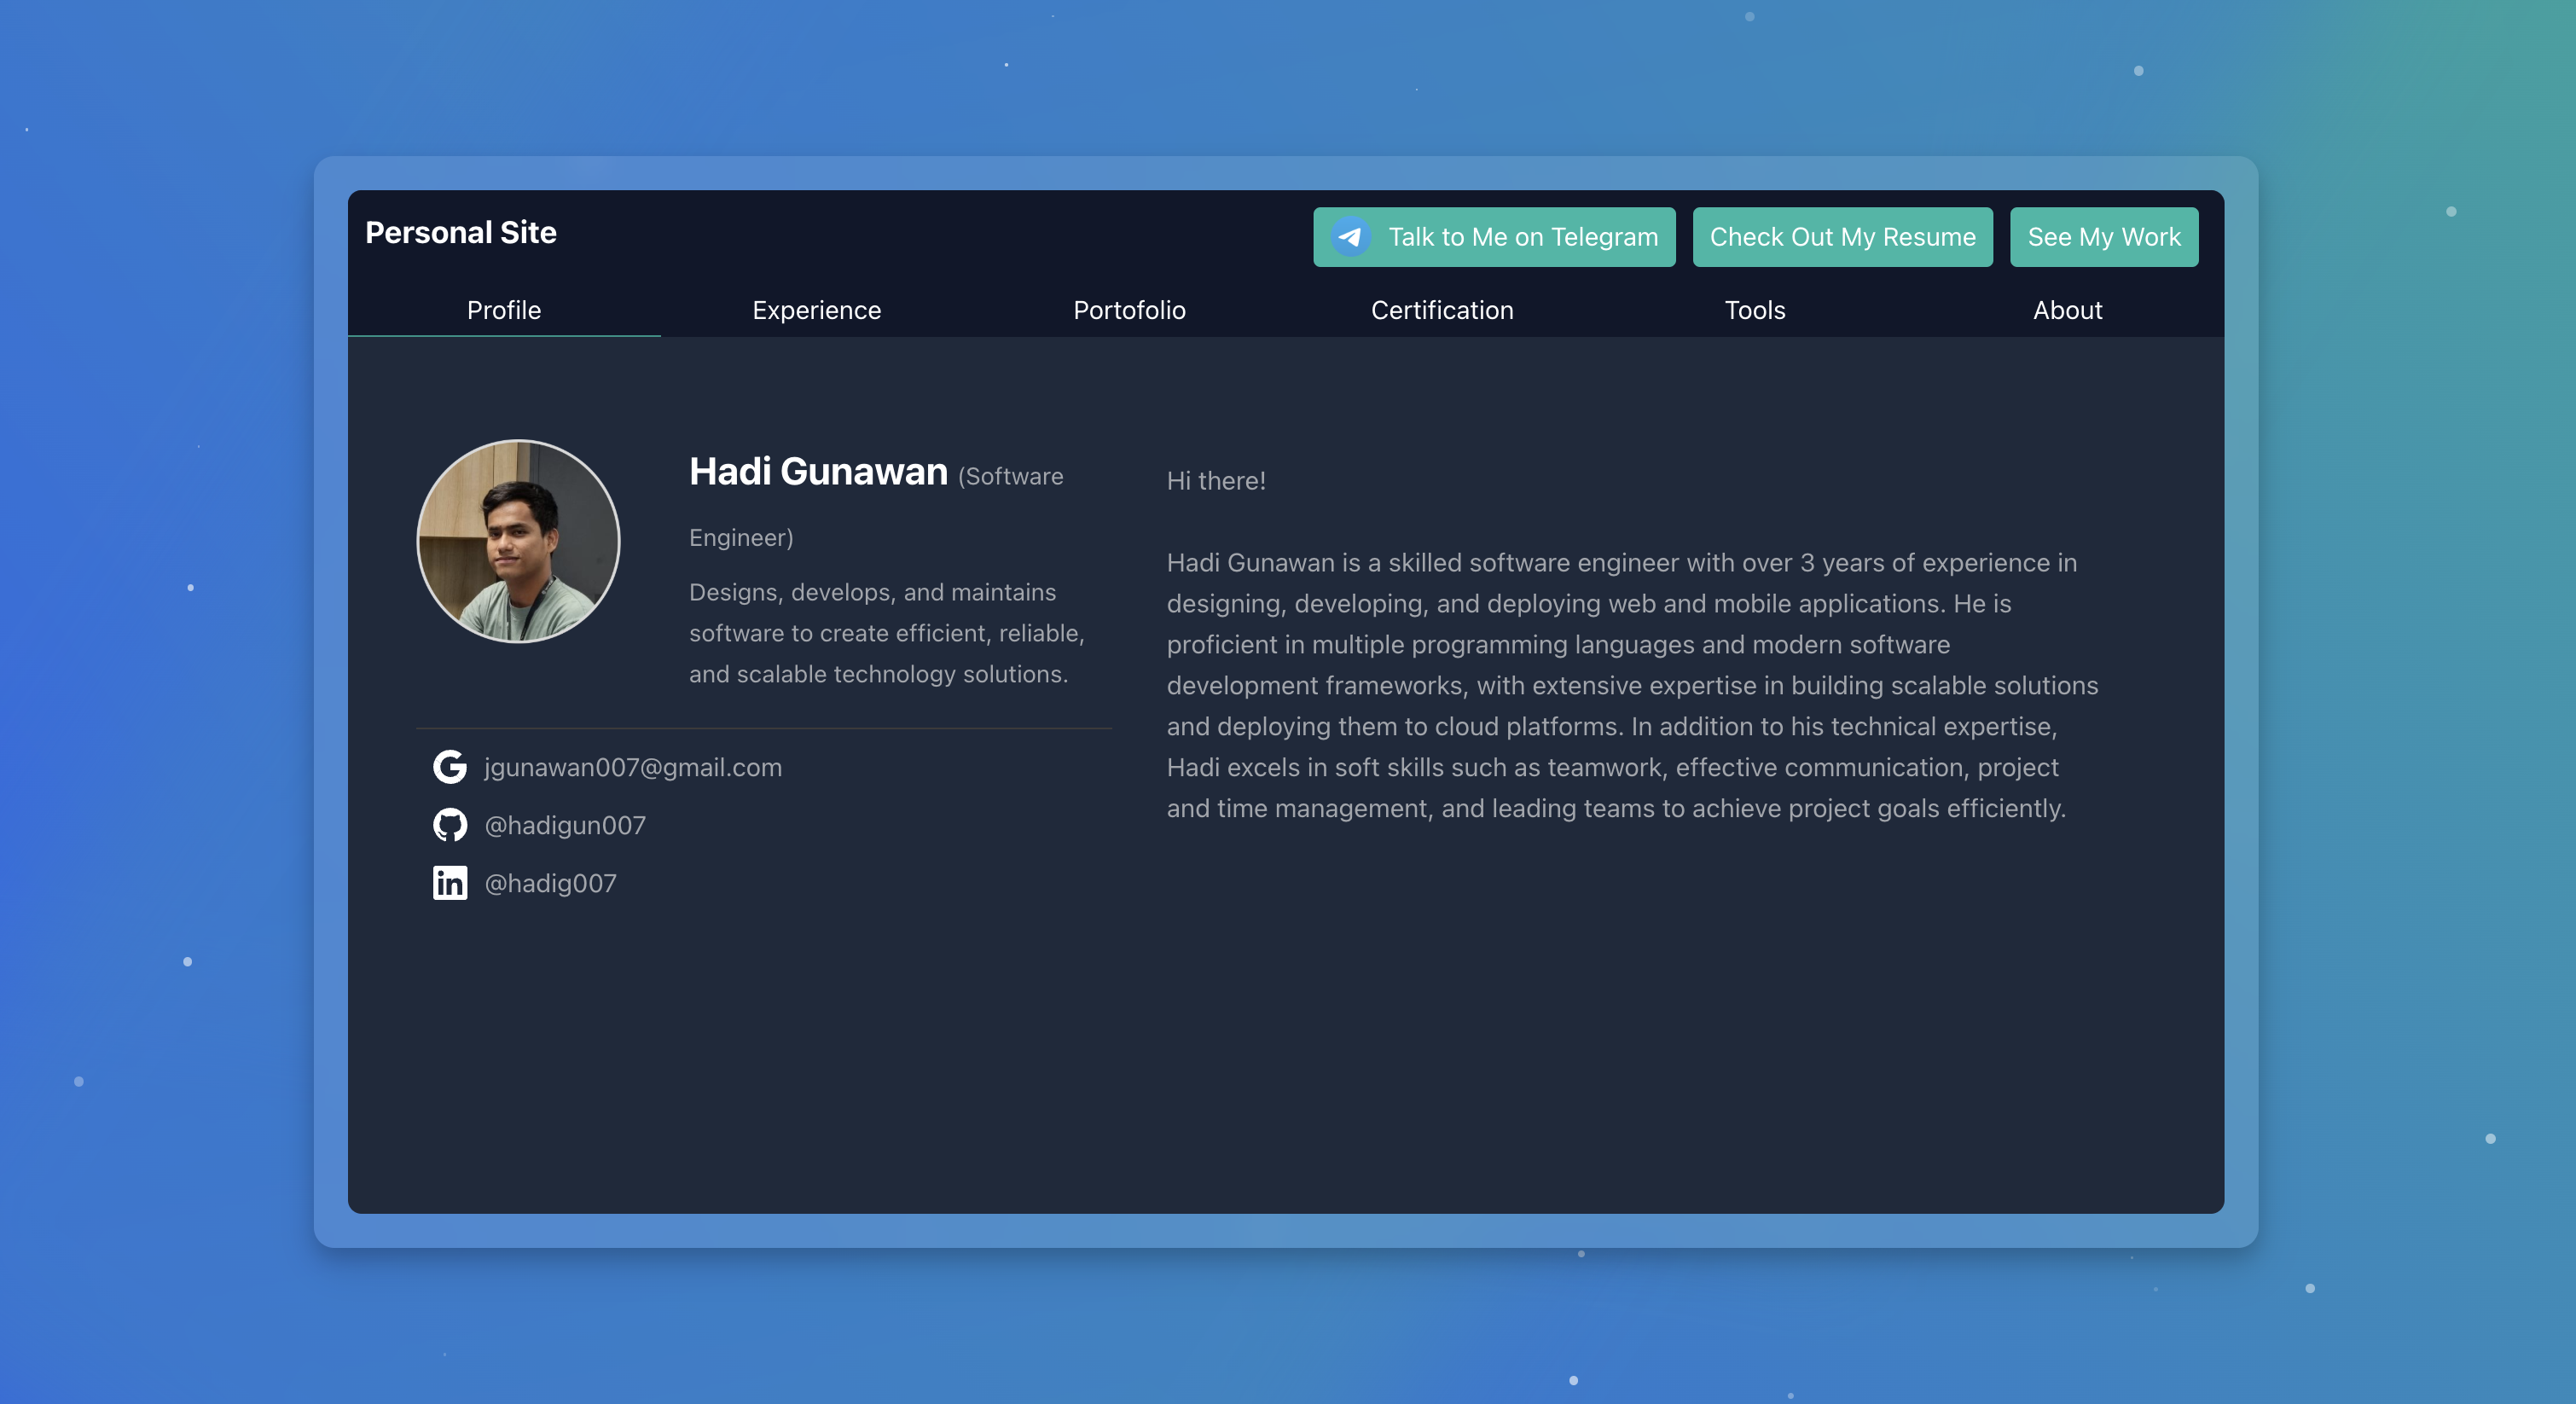 Personal Site
Talk to Me on Telegram
Check Out My Resume
See My Work
Profile
Experience
Portofolio
Certification
Tools
About
Hadi Gunawan (Software
Engineer)
Designs, develops, and maintains
software to create efficient, reliable,
and scalable technology solutions.
jgunawan007@gmail.com
@hadigun007
in @hadig007
Hi there!
Hadi Gunawan is a skilled software engineer with over 3 years of experience in
designing, developing, and deploying web and mobile applications. He is
proficient in multiple programming languages and modern software
development frameworks, with extensive expertise in building scalable solutions
and deploying them to cloud platforms. In addition to his technical expertise,
Hadi excels in soft skills such as teamwork, effective communication, project
and time management, and leading teams to achieve project goals efficiently.